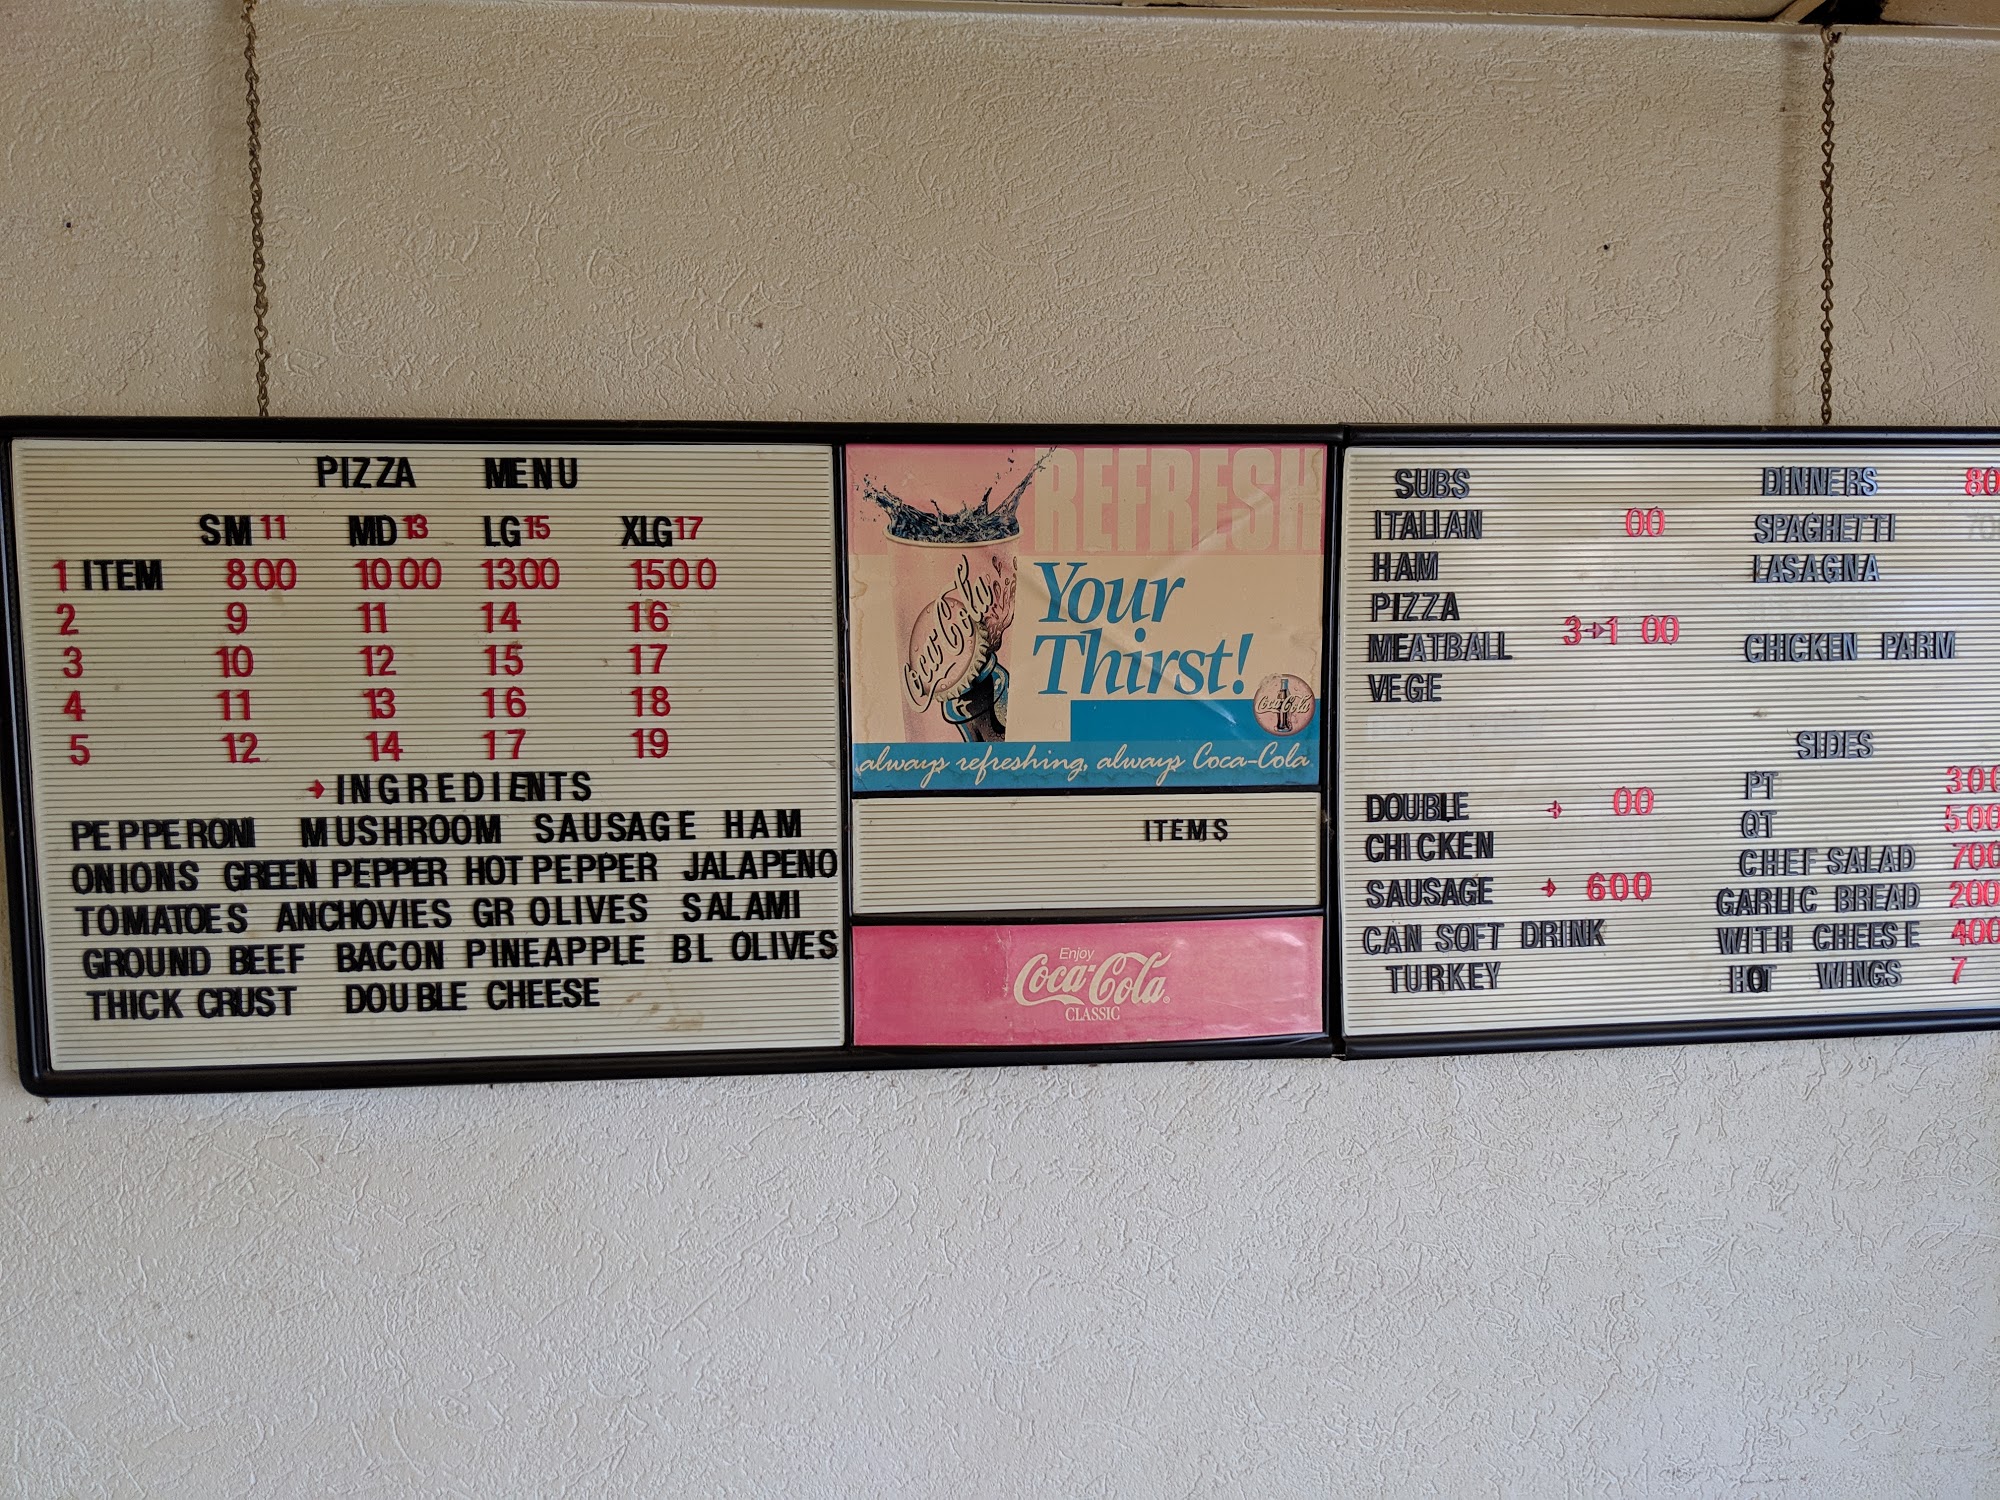 PIZZA MENU
SM 11 MD 13 LG 15 XLG 17
1 ITEM 800 1000 1300 1500
2 9 11 14 16
3 10 12 15 17
4 11 13 16 18
5 12 14 17 19
→ INGREDIENTS
PEPPERONI MUSHROOM SAUSAGE HAM
ONIONS GREEN PEPPER HOT PEPPER JALAPENO
TOMATOES ANCHOVIES GR OLIVES SALAMI
GROUND BEEF BACON PINEAPPLE BL OLIVES
THICK CRUST DOUBLE CHEESE
REFRESH
Your
Thirst!
Coca-Cola
Coca-Cola
always refreshing, always Coca-Cola
ITEMS
Enjoy
Coca-Cola
CLASSIC
SUBS
ITALIAN 00
HAM
PIZZA
MEATBALL 3→1 00
VEGE
DOUBLE → 00
CHICKEN
SAUSAGE → 600
CAN SOFT DRINK
TURKEY
DINNERS 80
SPAGHETTI
LASAGNA
CHICKEN PARM
SIDES
PT 300
QT 500
CHEF SALAD 700
GARLIC BREAD 200
WITH CHEESE 400
HOT WINGS 7